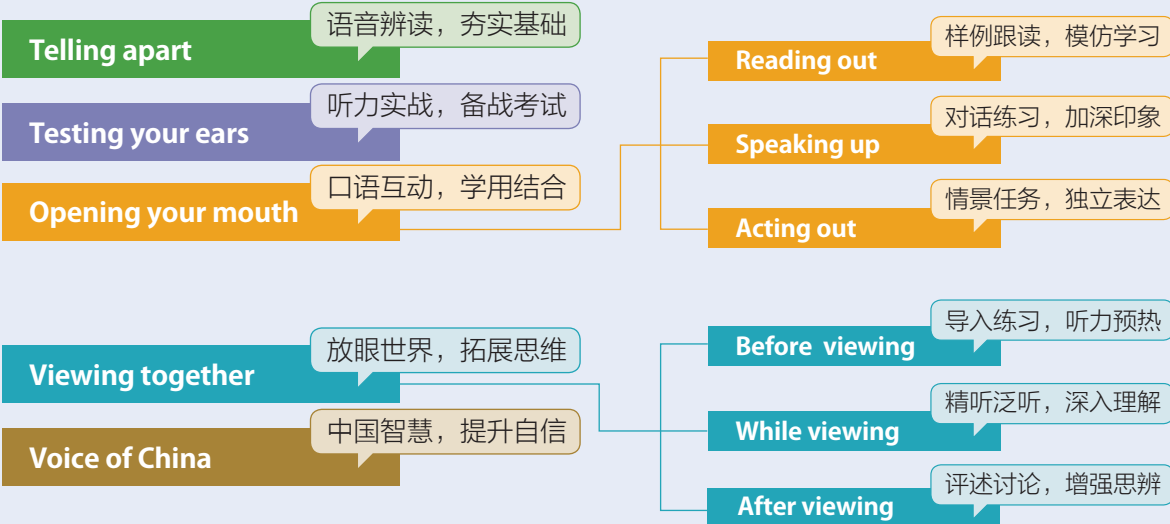 Telling apart
语音辨读，夯实基础
Testing your ears
听力实战，备战考试
Opening your mouth
口语互动，学用结合
Reading out
样例跟读，模仿学习
Speaking up
对话练习，加深印象
Acting out
情景任务，独立表达
Viewing together
放眼世界，拓展思维
Before viewing
导入练习，听力预热
While viewing
精听泛听，深入理解
After viewing
评述讨论，增强思辨
Voice of China
中国智慧，提升自信